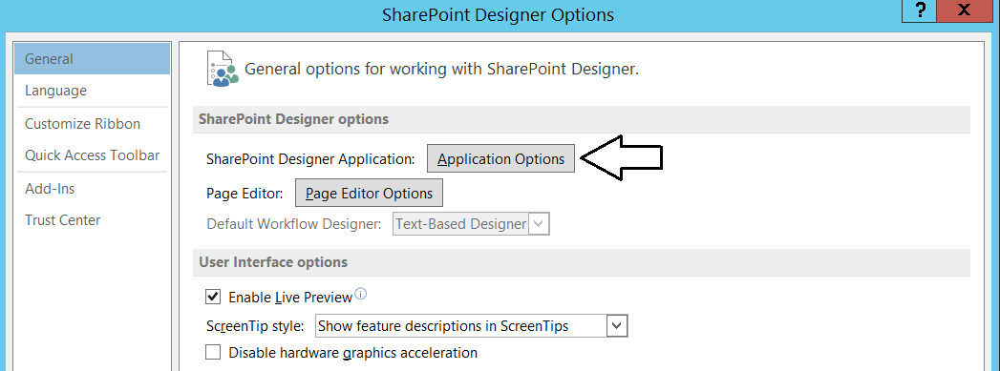 SharePoint Designer Options
?
X
General
Language
Customize Ribbon
Quick Access Toolbar
Add-Ins
Trust Center
General options for working with SharePoint Designer.
SharePoint Designer options
SharePoint Designer Application: Application Options
Page Editor: Page Editor Options
Default Workflow Designer: Text-Based Designer
User Interface options
Enable Live Preview
ScreenTip style: Show feature descriptions in ScreenTips
Disable hardware graphics acceleration